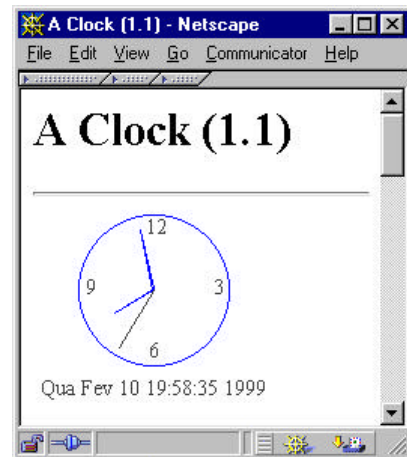 A Clock (1.1) - Netscape
File Edit View Go Communicator Help
A Clock (1.1)
12
9 3
6
Qua Fev 10 19:58:35 1999